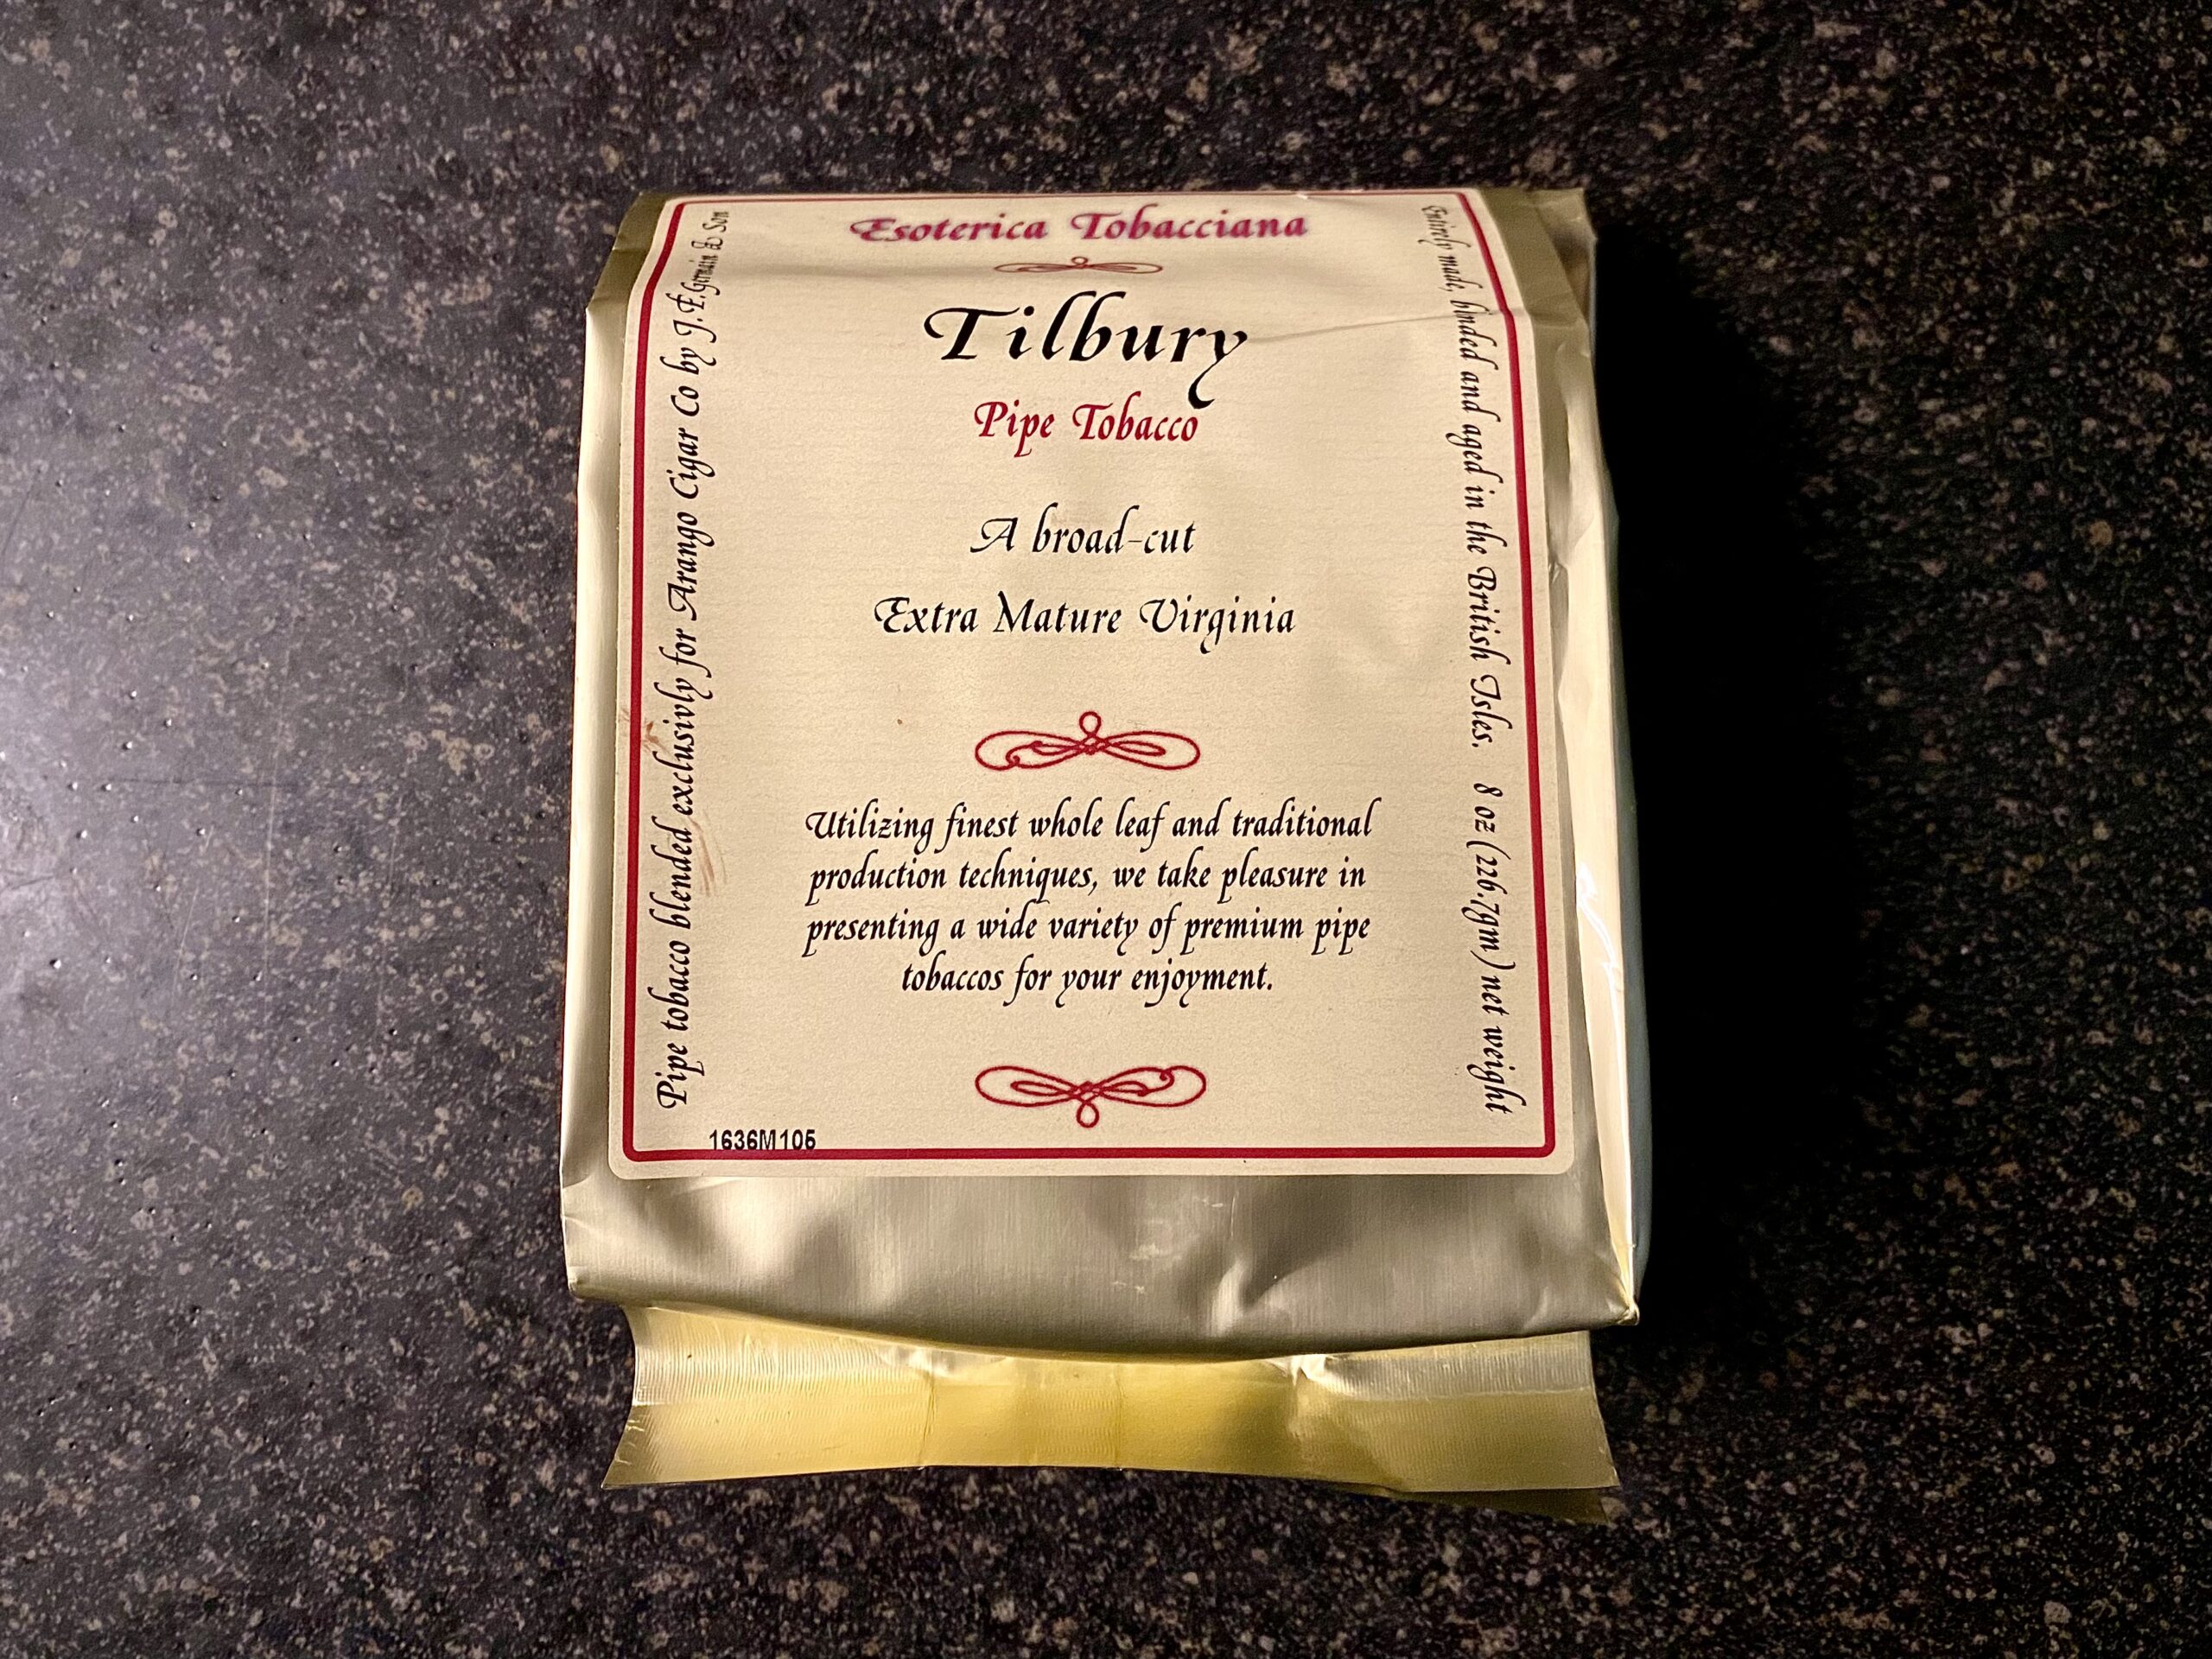 Esoterica Tobacciana
Tilbury
Pipe Tobacco
A broad-cut
Extra Mature Virginia
Utilizing finest whole leaf and traditional
production techniques, we take pleasure in
presenting a wide variety of premium pipe
tobaccos for your enjoyment.
Pipe tobacco blended exclusivly for Arango Cigar Co by J.F.Germain & Son
Entirely made, blnded and aged in the British Isles. 8 oz (226.7gm) net weight
1636M105